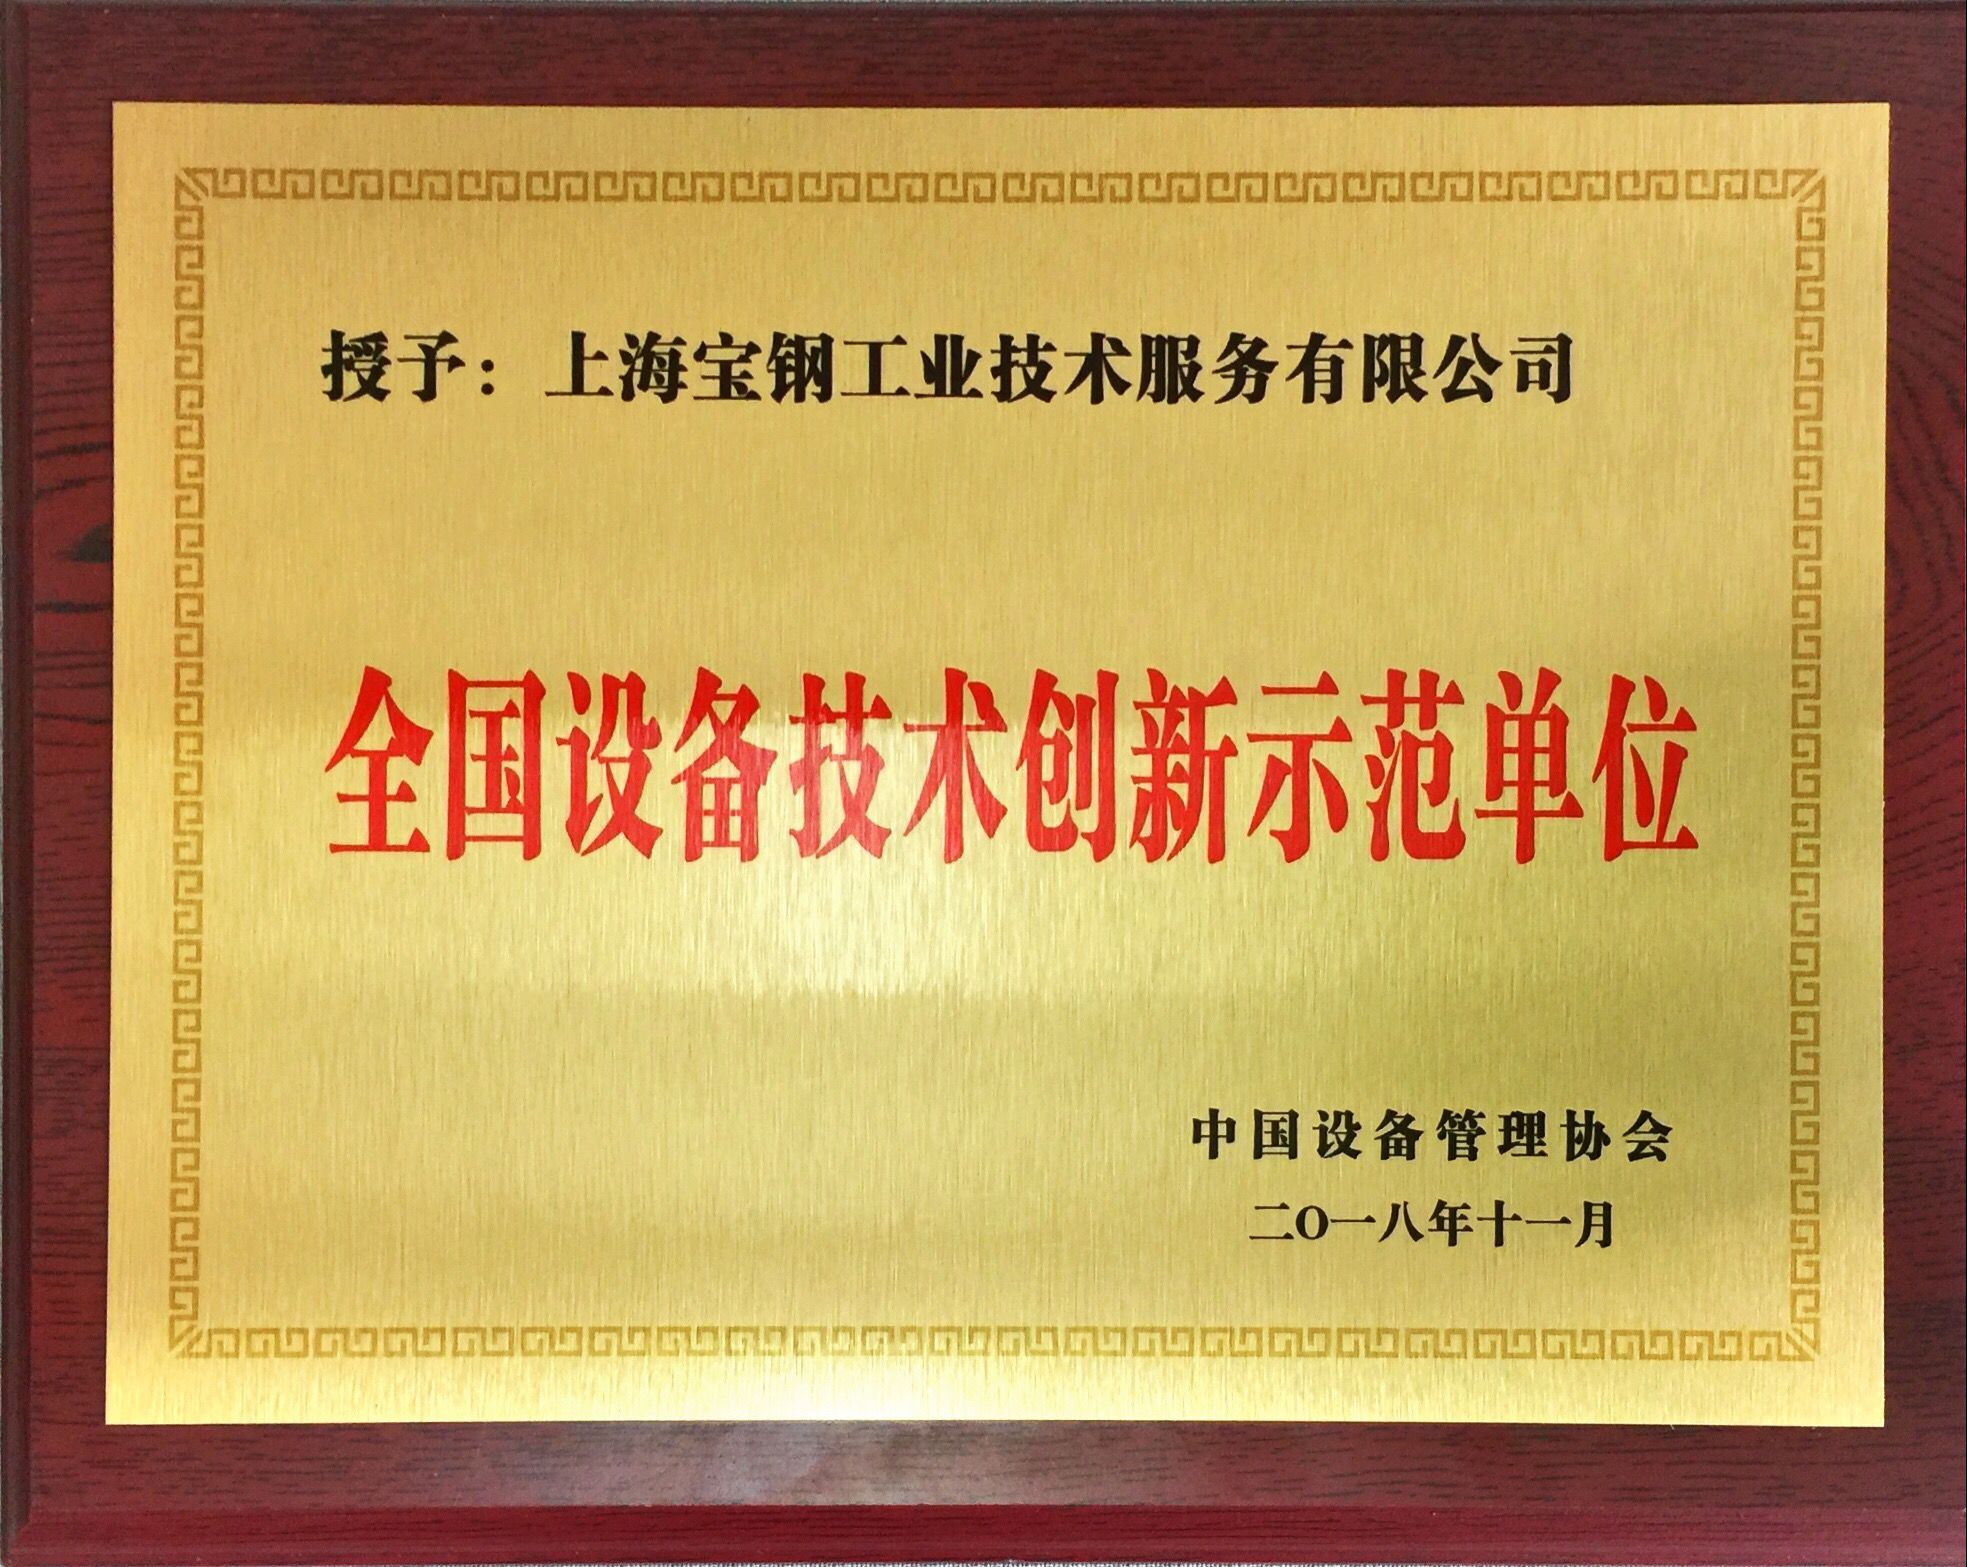 授予：上海宝钢工业技术服务有限公司
全国设备技术创新示范单位
中国设备管理协会
二O一八年十一月